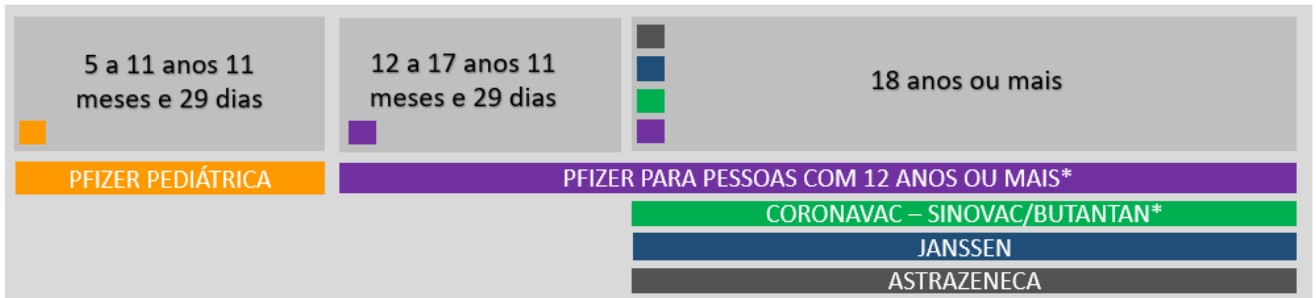 5 a 11 anos 11
meses e 29 dias
12 a 17 anos 11
meses e 29 dias
18 anos ou mais
PFIZER PEDIÁTRICA
PFIZER PARA PESSOAS COM 12 ANOS OU MAIS*
CORONAVAC – SINOVAC/BUTANTAN*
JANSSEN
ASTRAZENECA